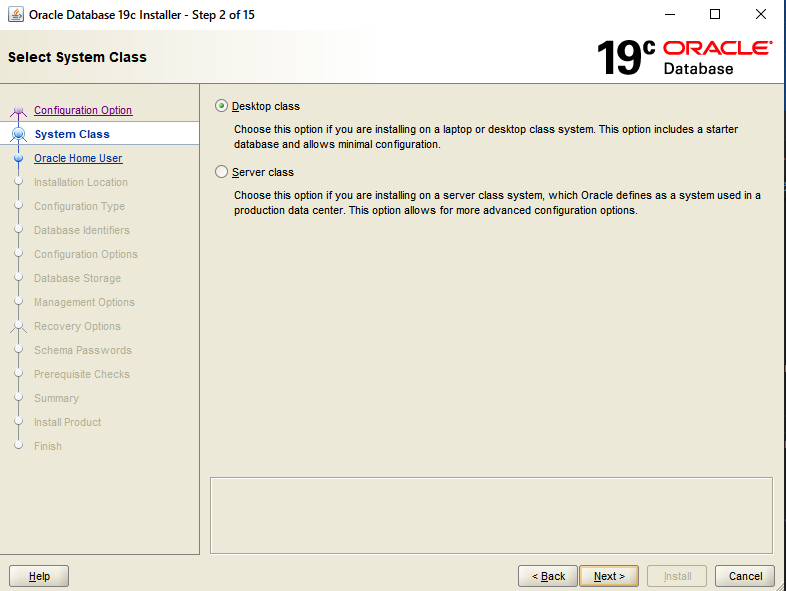 Oracle Database 19c Installer - Step 2 of 15
Select System Class
19c ORACLE
Database
Configuration Option
System Class
Oracle Home User
Installation Location
Configuration Type
Database Identifiers
Configuration Options
Database Storage
Management Options
Recovery Options
Schema Passwords
Prerequisite Checks
Summary
Install Product
Finish
Desktop class
Choose this option if you are installing on a laptop or desktop class system. This option includes a starter
database and allows minimal configuration.
Server class
Choose this option if you are installing on a server class system, which Oracle defines as a system used in a
production data center. This option allows for more advanced configuration options.
Help
< Back
Next >
Install
Cancel